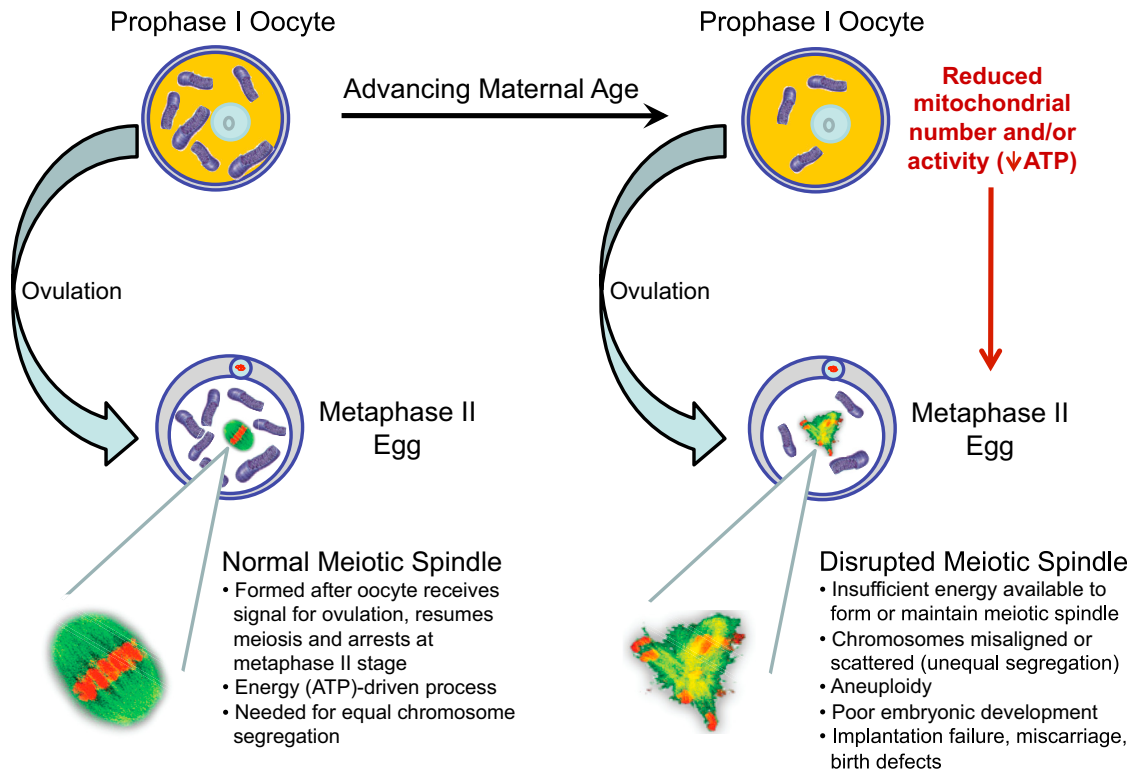 Prophase I Oocyte
Advancing Maternal Age
Prophase I Oocyte
Reduced
mitochondrial
number and/or
activity (↓ATP)
Ovulation
Ovulation
Metaphase II
Egg
Metaphase II
Egg
Normal Meiotic Spindle
• Formed after oocyte receives
signal for ovulation, resumes
meiosis and arrests at
metaphase II stage
• Energy (ATP)-driven process
• Needed for equal chromosome
segregation
Disrupted Meiotic Spindle
• Insufficient energy available to
form or maintain meiotic spindle
• Chromosomes misaligned or
scattered (unequal segregation)
• Aneuploidy
• Poor embryonic development
• Implantation failure, miscarriage,
birth defects